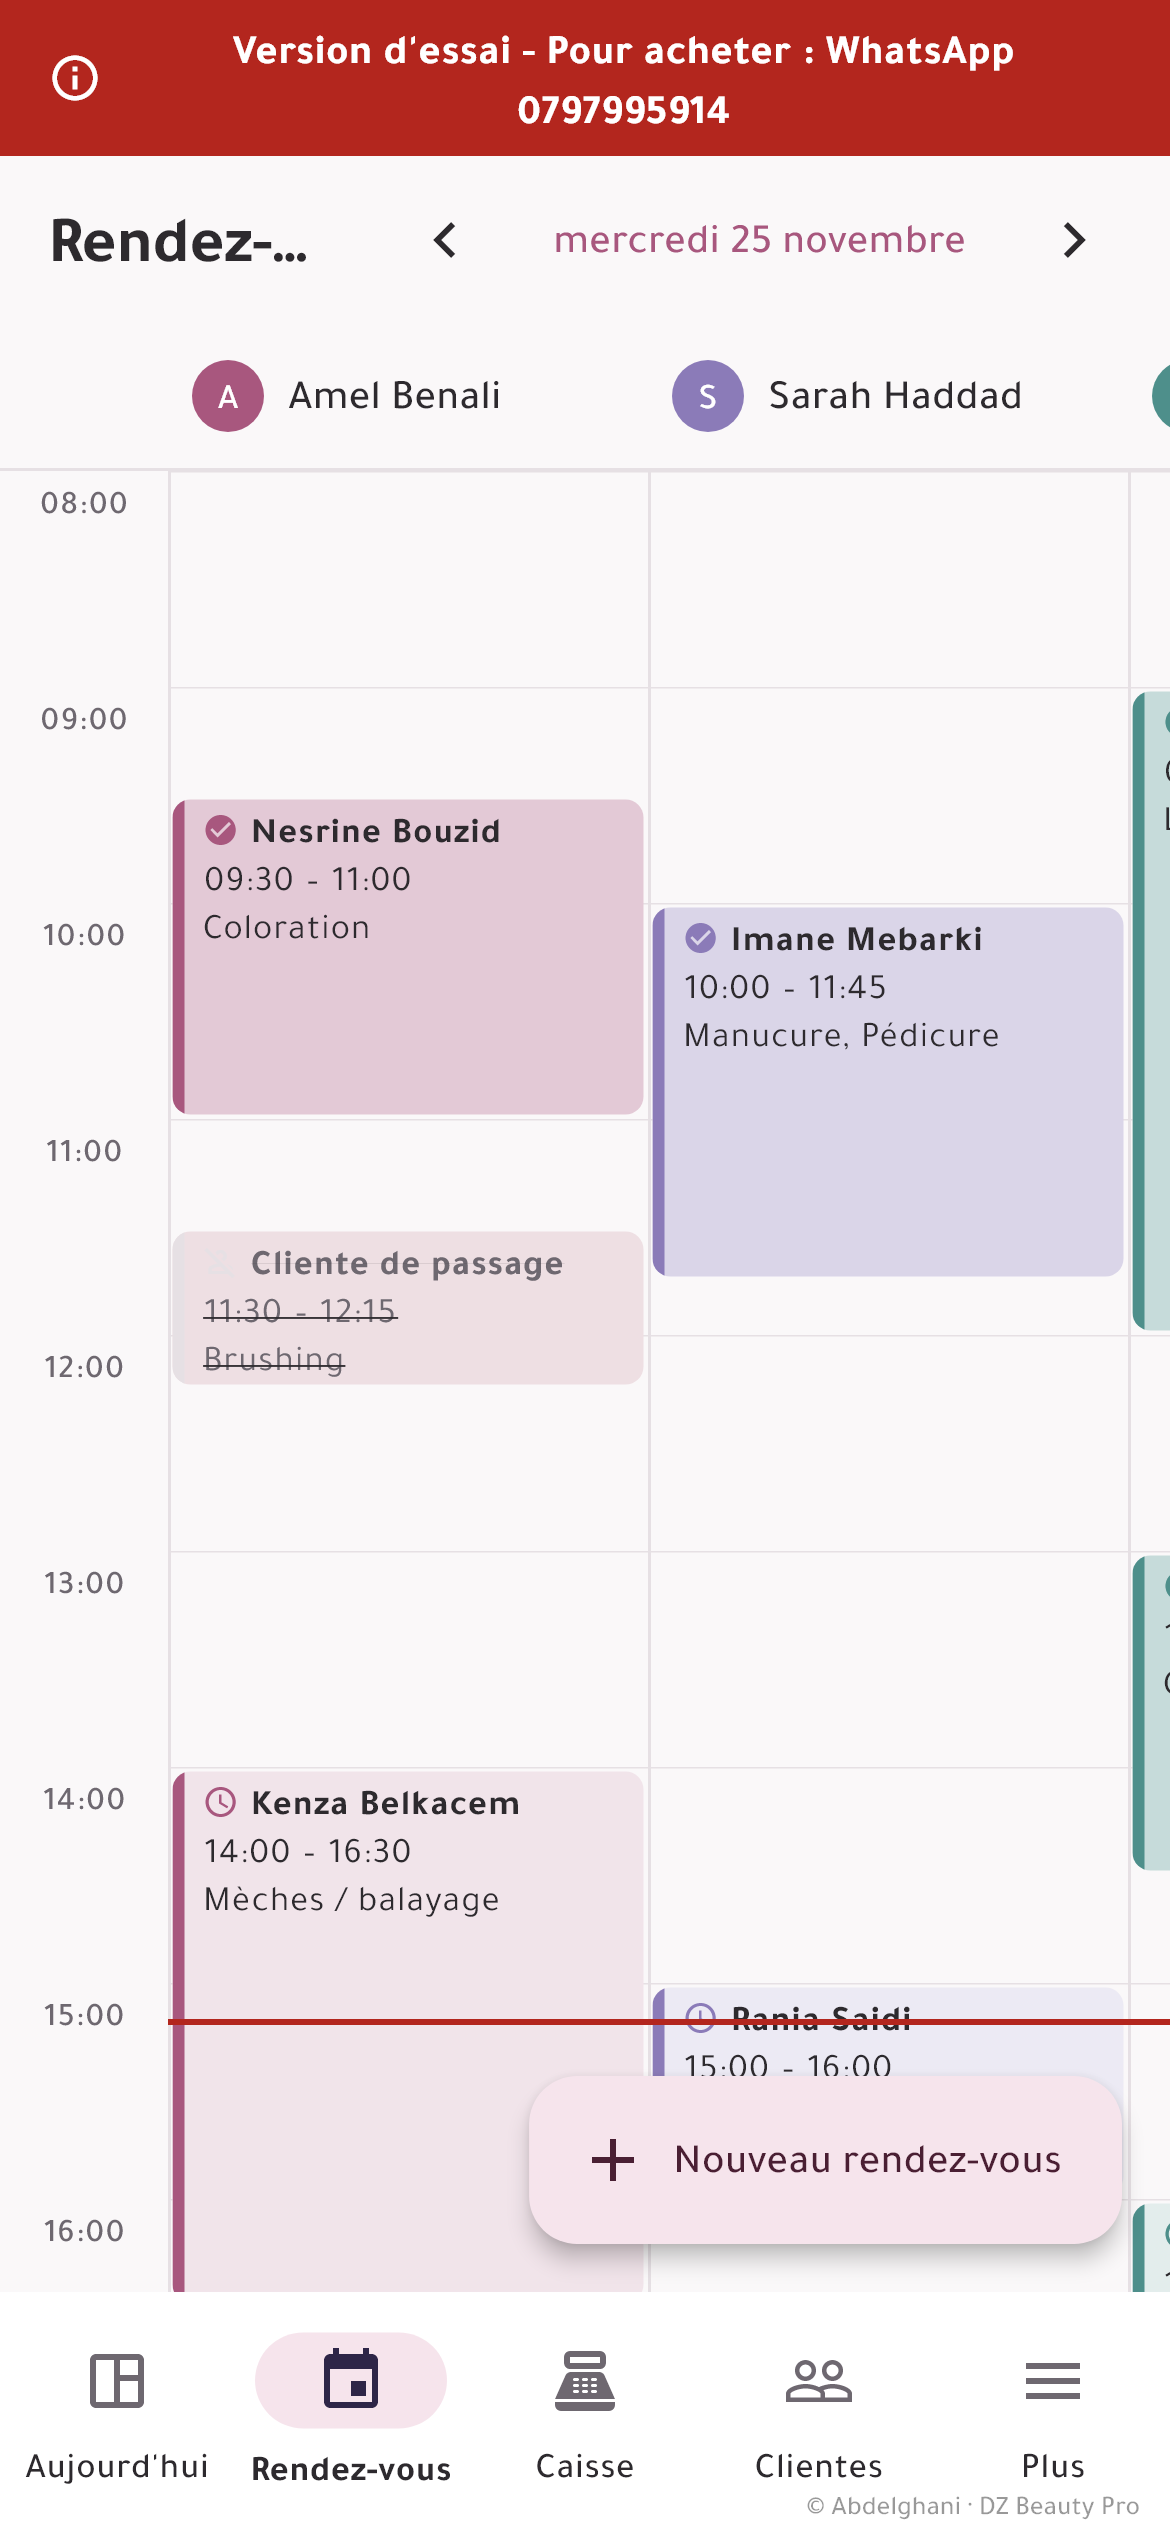 Version d'essai - Pour acheter : WhatsApp
0797995914
Rendez-...
mercredi 25 novembre
A Amel Benali
S Sarah Haddad
08:00
09:00
Nesrine Bouzid
09:30 - 11:00
Coloration
10:00
Imane Mebarki
10:00 - 11:45
Manucure, Pédicure
11:00
Cliente de passage
11:30 - 12:15
Brushing
12:00
13:00
14:00
Kenza Belkacem
14:00 - 16:30
Mèches / balayage
15:00
Rania Saidi
15:00 - 16:00
Nouveau rendez-vous
16:00
Aujourd'hui
Rendez-vous
Caisse
Clientes
Plus
© Abdelghani · DZ Beauty Pro